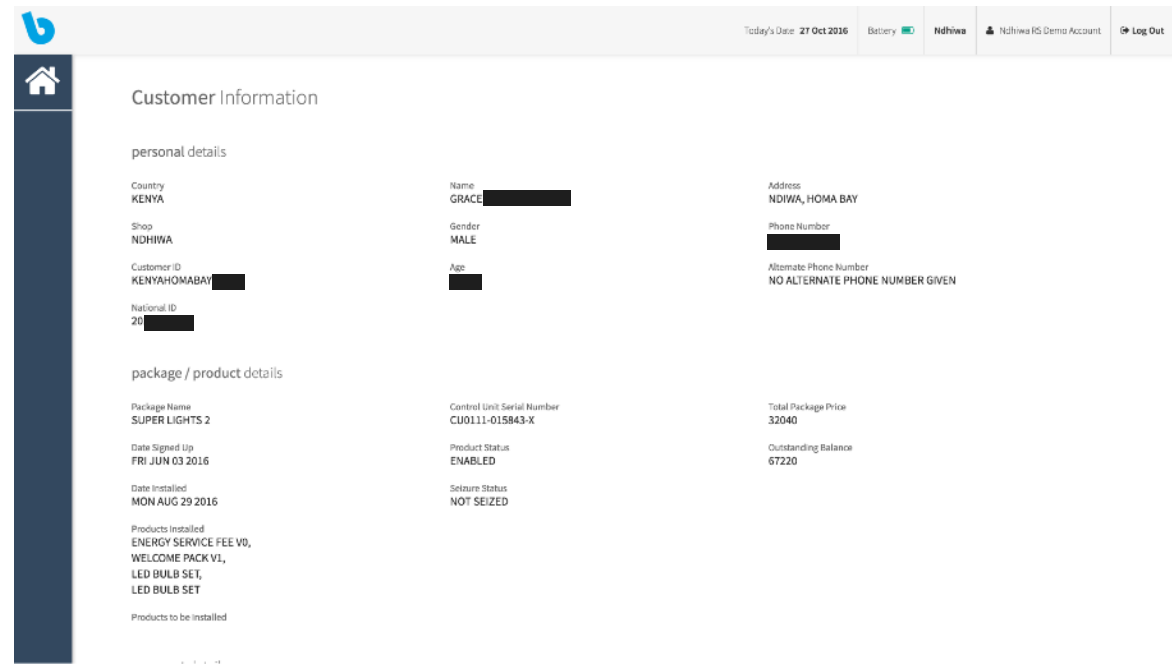 Today's Date 27 Oct 2016 Battery Ndhiwa Ndhiwa RS Demo Account Log Out
Customer Information
personal details
Country Name Address
KENYA GRACE NDIWA, HOMA BAY
Shop Gender Phone Number
NDHIWA MALE
Customer ID Age Alternate Phone Number
KENYAHOMABAY NO ALTERNATE PHONE NUMBER GIVEN
National ID
20
package / product details
Package Name Control Unit Serial Number Total Package Price
SUPER LIGHTS 2 CU0111-015843-X 32040
Date Signed Up Product Status Outstanding Balance
FRI JUN 03 2016 ENABLED 67220
Date Installed Seizure Status
MON AUG 29 2016 NOT SEIZED
Products Installed
ENERGY SERVICE FEE V0,
WELCOME PACK V1,
LED BULB SET,
LED BULB SET
Products to be Installed